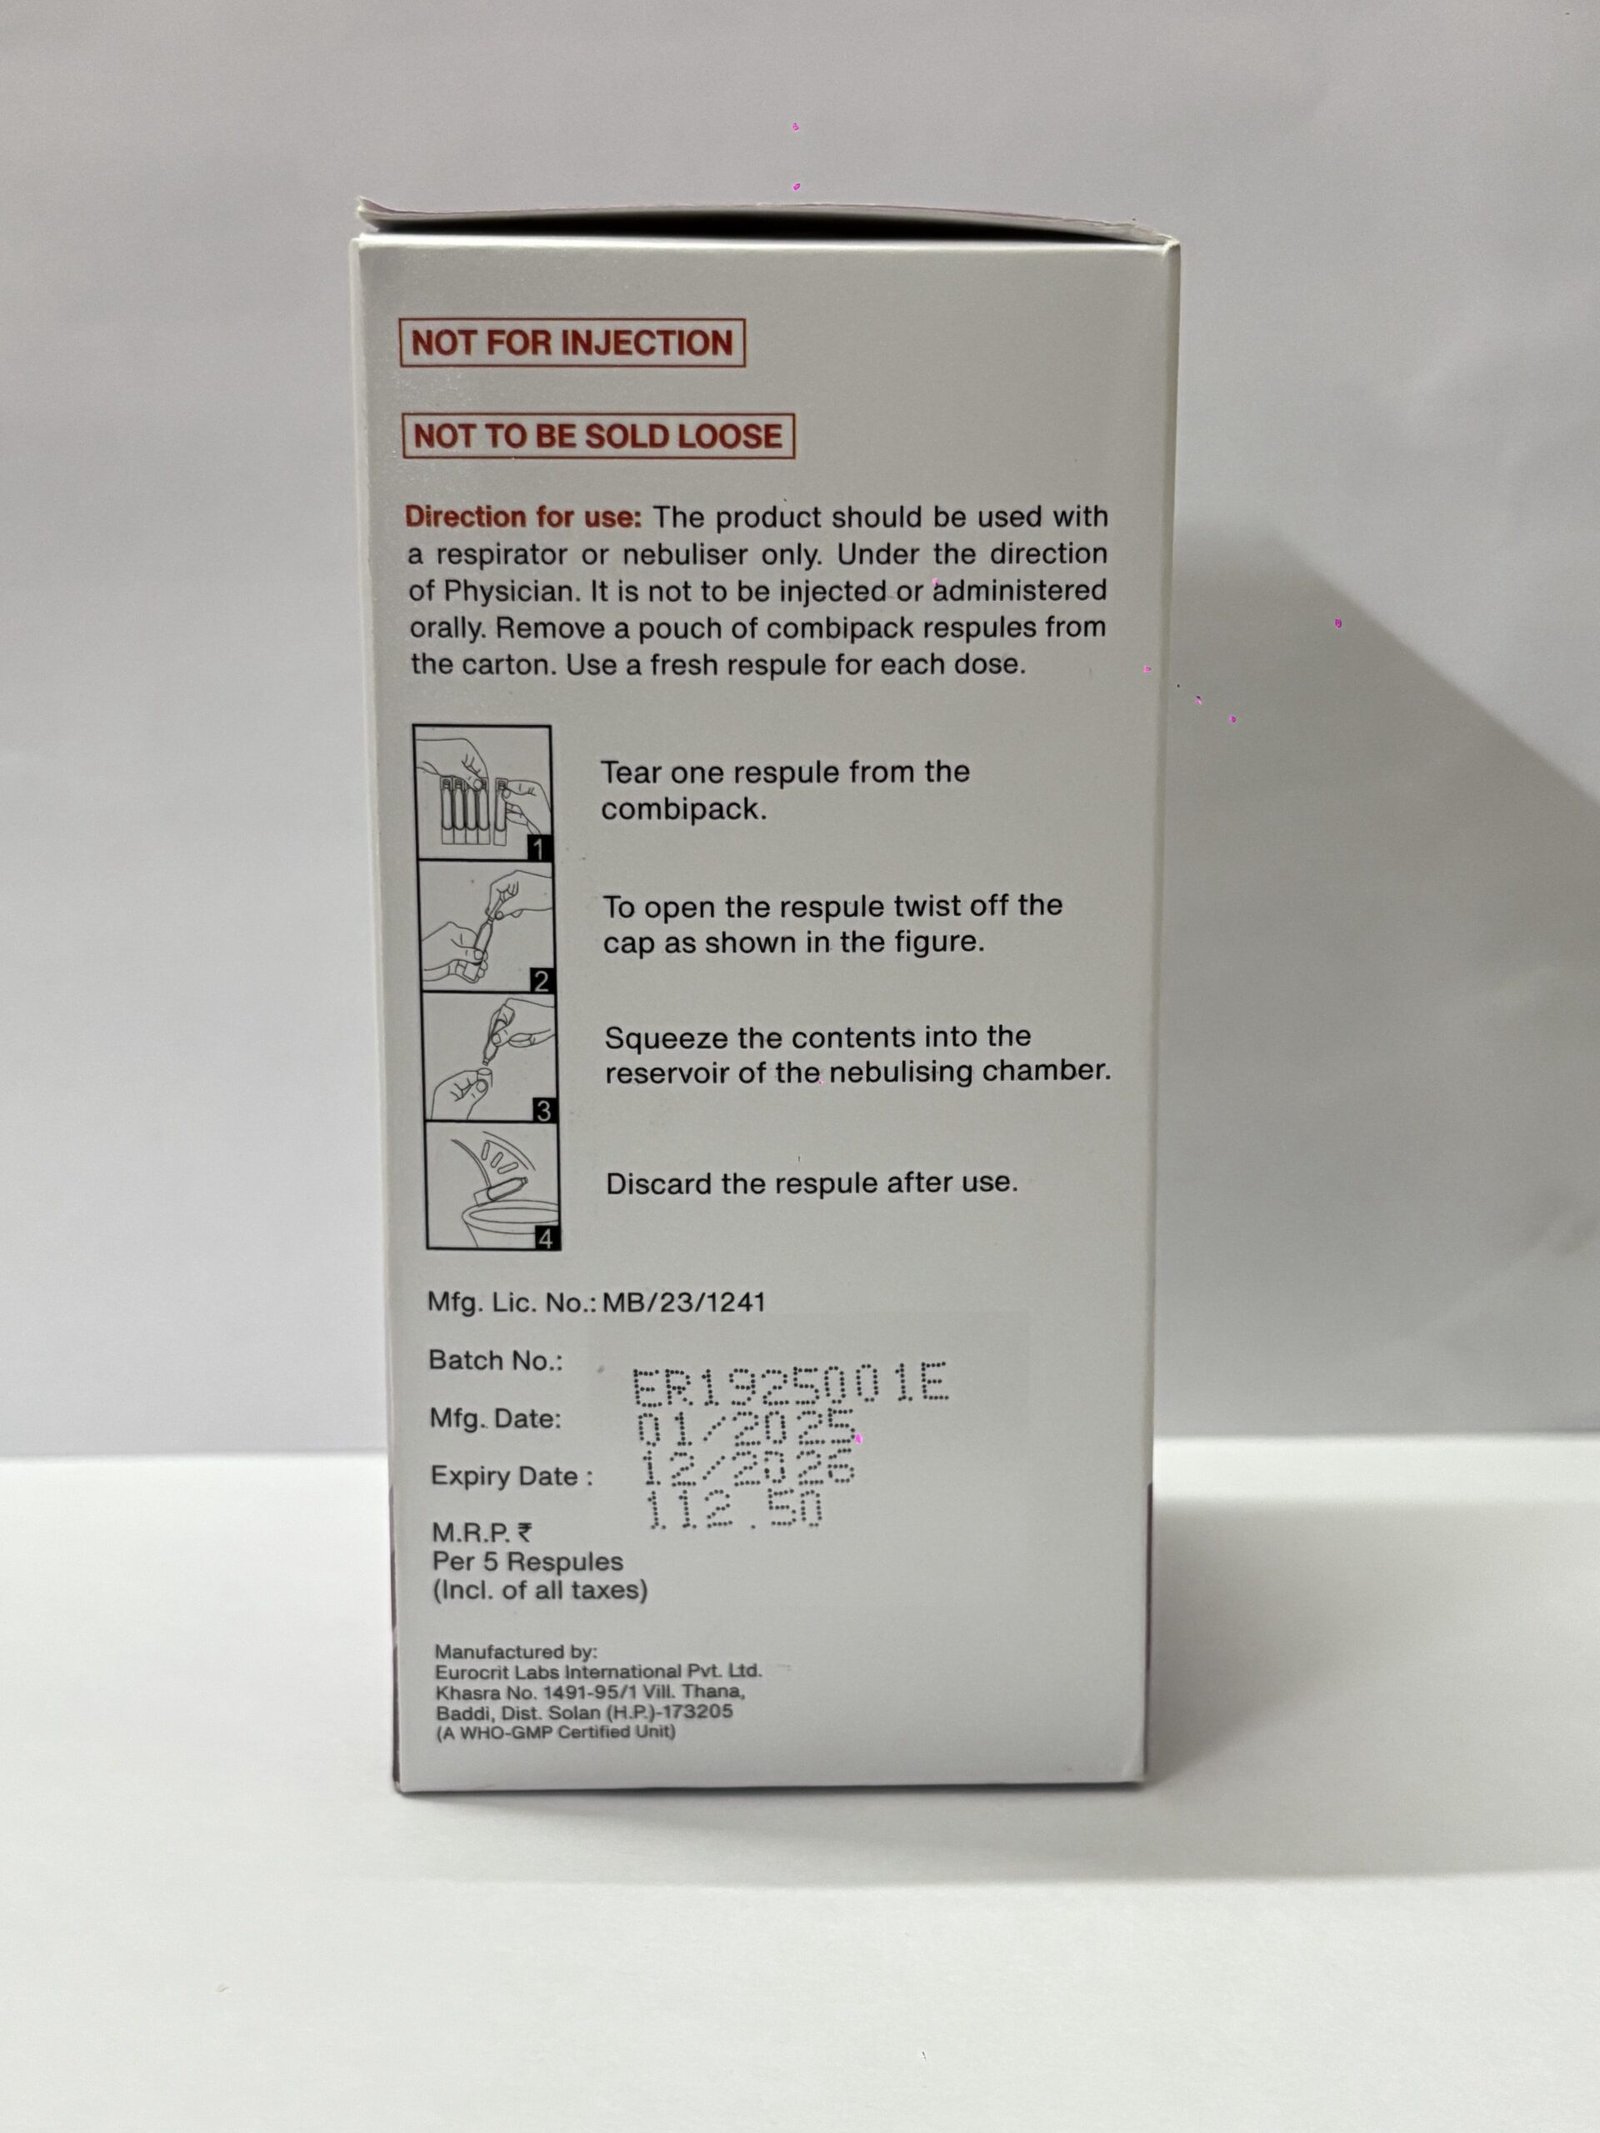 NOT FOR INJECTION
NOT TO BE SOLD LOOSE
Direction for use: The product should be used with
a respirator or nebuliser only. Under the direction
of Physician. It is not to be injected or administered
orally. Remove a pouch of combipack respules from
the carton. Use a fresh respule for each dose.
1
Tear one respule from the
combipack.
2
To open the respule twist off the
cap as shown in the figure.
3
Squeeze the contents into the
reservoir of the nebulising chamber.
4
Discard the respule after use.
Mfg. Lic. No.: MB/23/1241
Batch No.: ER1925001E
Mfg. Date: 01/2025
Expiry Date : 12/2026
M.R.P. ₹ 112.50
Per 5 Respules
(Incl. of all taxes)
Manufactured by:
Eurocrit Labs International Pvt. Ltd.
Khasra No. 1491-95/1 Vill. Thana,
Baddi, Dist. Solan (H.P.)-173205
(A WHO-GMP Certified Unit)